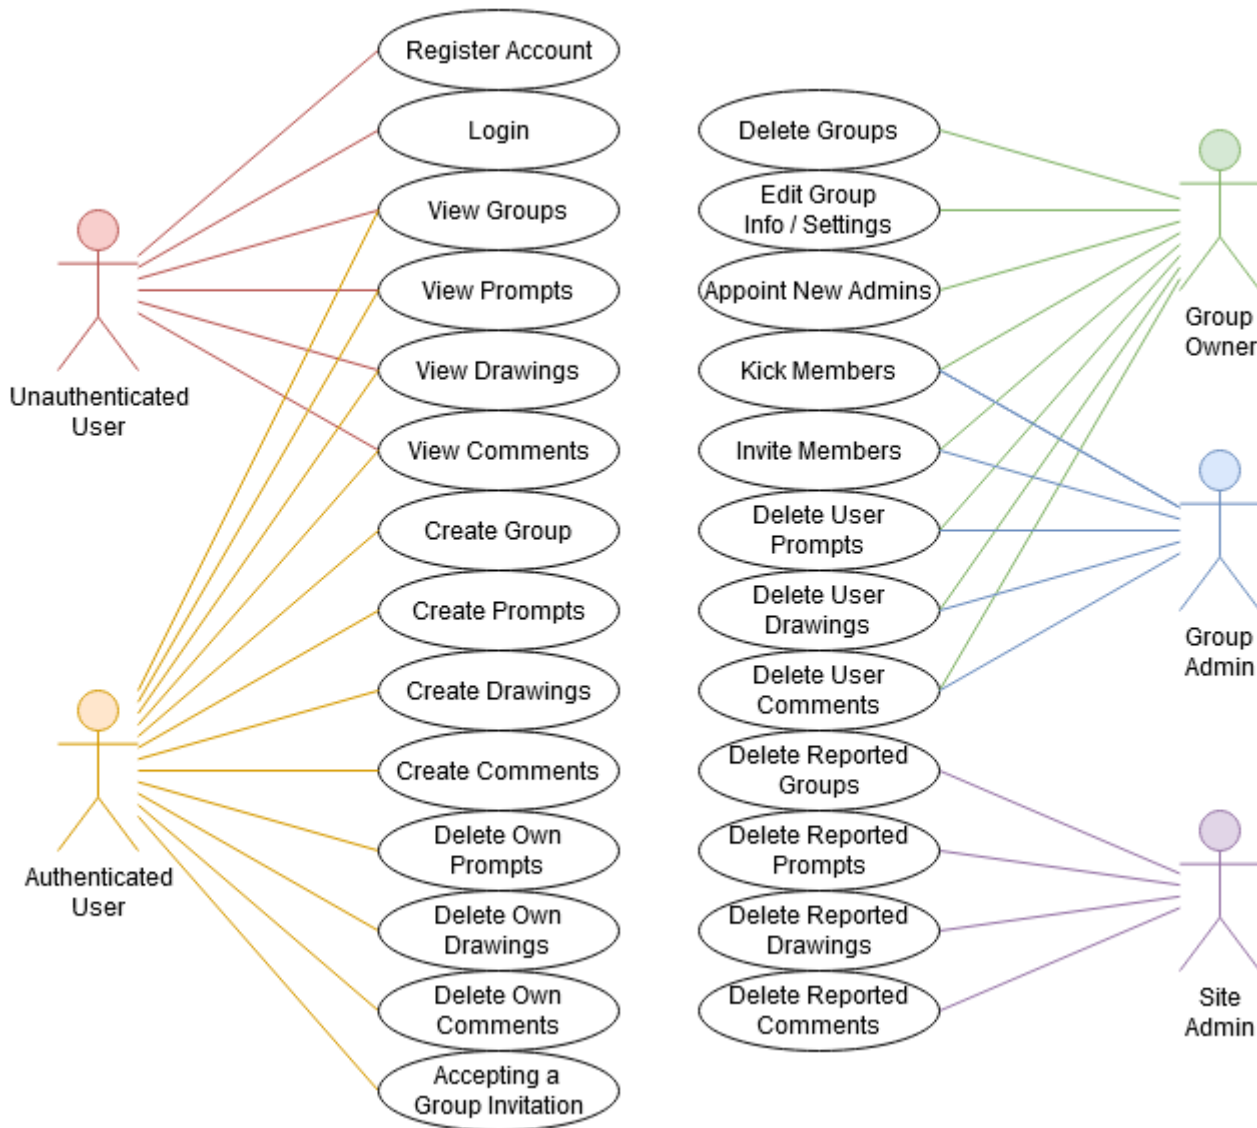 Register Account
Login
View Groups
View Prompts
View Drawings
View Comments
Create Group
Create Prompts
Create Drawings
Create Comments
Delete Own
Prompts
Delete Own
Drawings
Delete Own
Comments
Accepting a
Group Invitation
Unauthenticated
User
Authenticated
User
Delete Groups
Edit Group
Info / Settings
Appoint New Admins
Kick Members
Invite Members
Delete User
Prompts
Delete User
Drawings
Delete User
Comments
Delete Reported
Groups
Delete Reported
Prompts
Delete Reported
Drawings
Delete Reported
Comments
Group
Owner
Group
Admin
Site
Admin